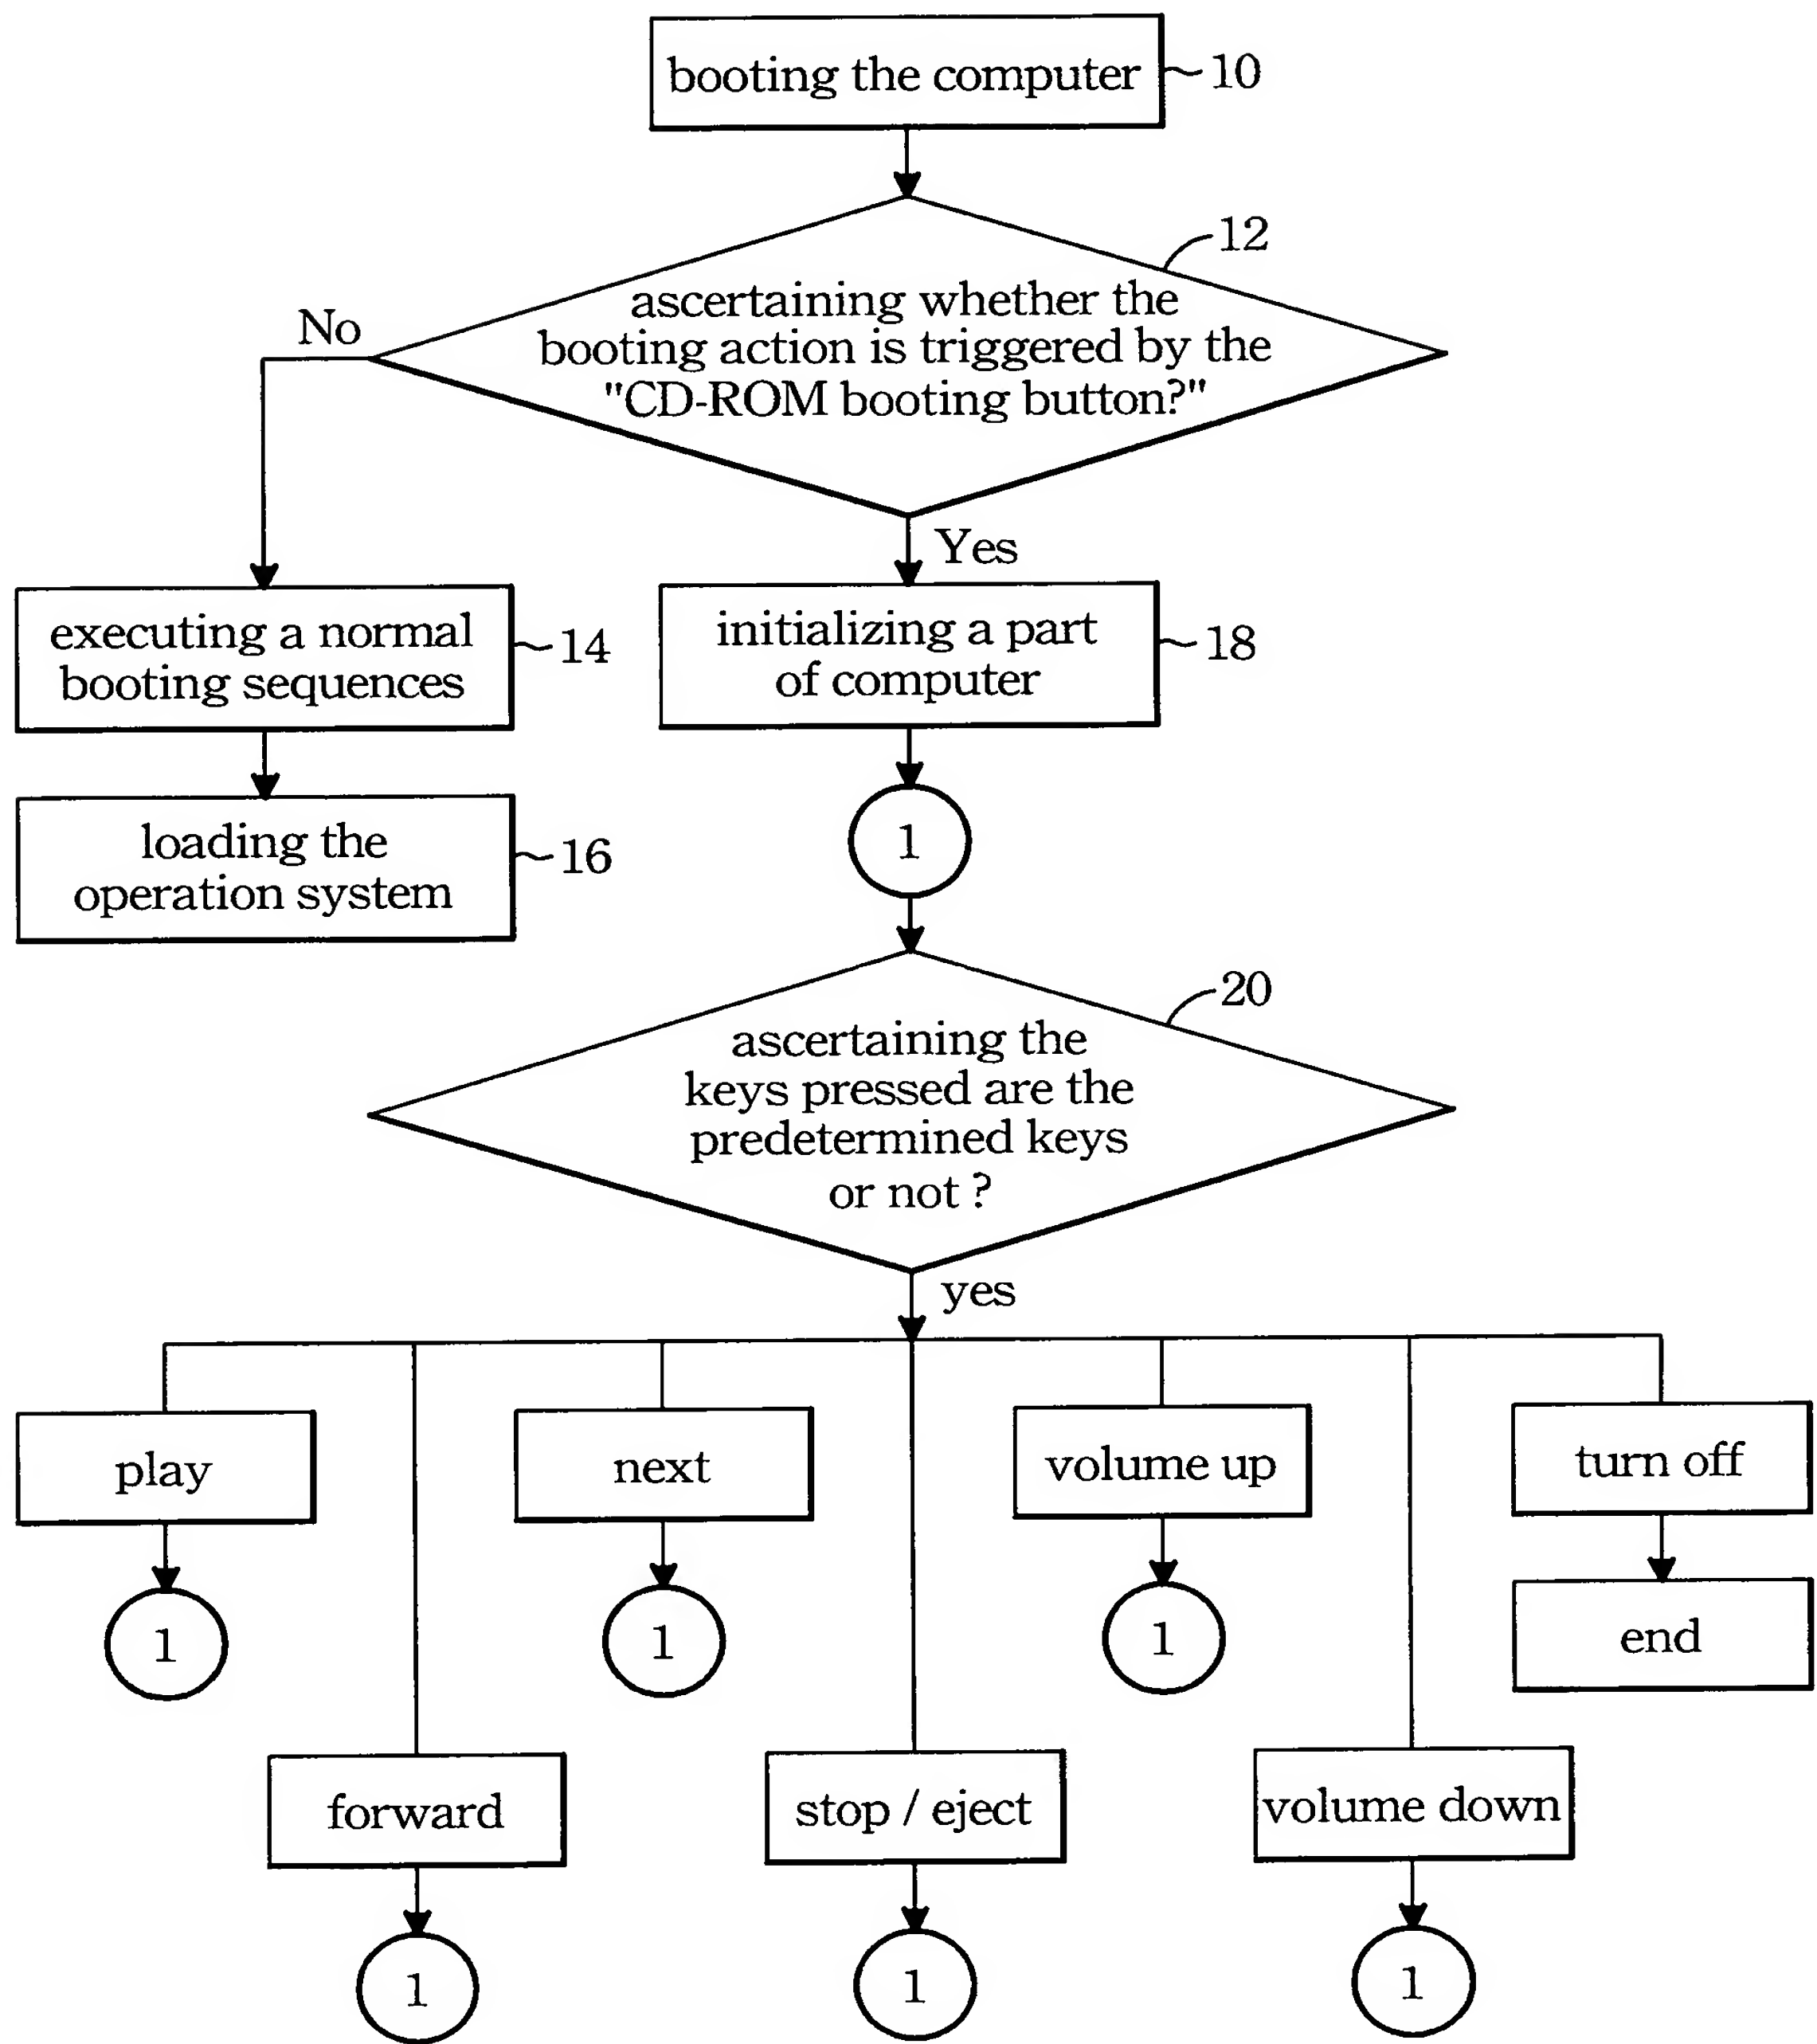 booting the computer
10
12
ascertaining whether the
booting action is triggered by the
"CD-ROM booting button?"
No
Yes
executing a normal
booting sequences
14
initializing a part
of computer
18
loading the
operation system
16
1
20
ascertaining the
keys pressed are the
predetermined keys
or not ?
yes
play
next
volume up
turn off
1
1
1
end
forward
stop / eject
volume down
1
1
1